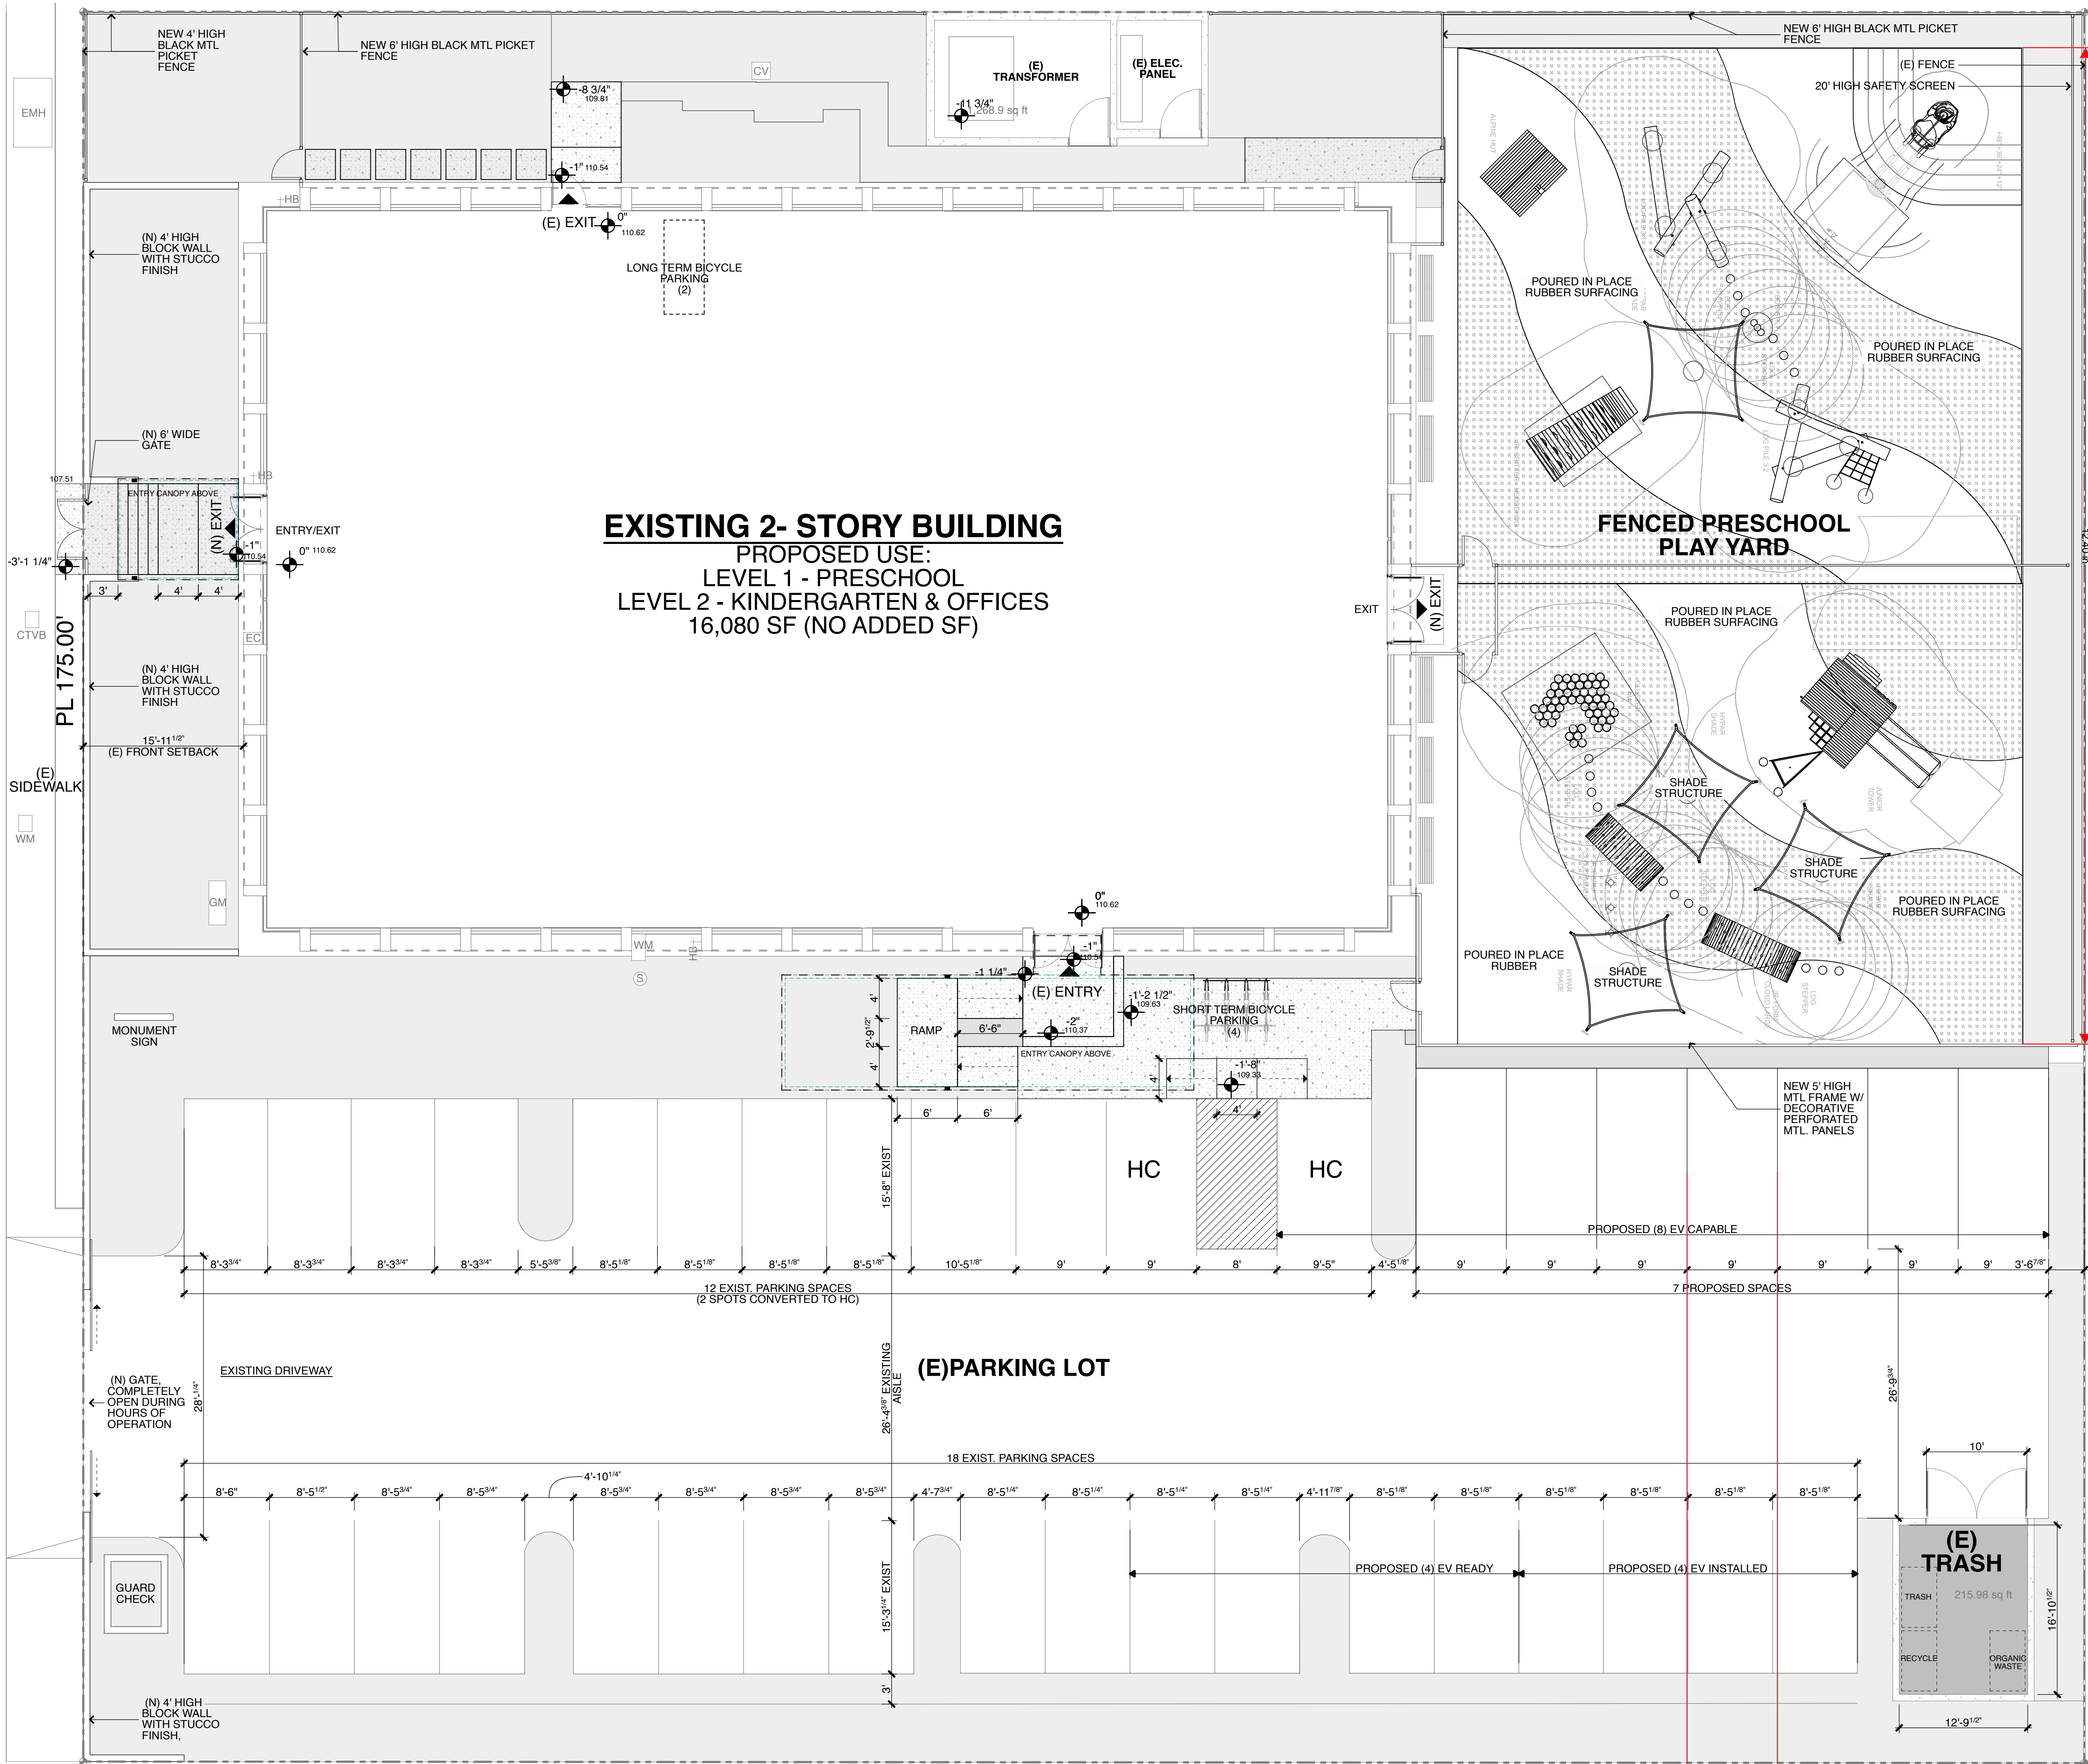 NEW 4' HIGH
BLACK MTL
PICKET
FENCE
NEW 6' HIGH BLACK MTL PICKET
FENCE
CV
(E)
TRANSFORMER
(E) ELEC.
PANEL
NEW 6' HIGH BLACK MTL PICKET
FENCE
(E) FENCE
20' HIGH SAFETY SCREEN
EMH
-8 3/4"
109.81
-11 3/4"
268.9 sq ft
-1" 110.54
ALPINE HUT
HB
(E) EXIT
0"
110.62
LONG TERM BICYCLE
PARKING
(2)
(N) 4' HIGH
BLOCK WALL
WITH STUCCO
FINISH
POURED IN PLACE
RUBBER SURFACING
POURED IN PLACE
RUBBER SURFACING
LOG PILE 32
(N) 6' WIDE
GATE
107.51
HB
ENTRY CANOPY ABOVE
(N) EXIT
ENTRY/EXIT
-1"
110.54
0" 110.62
-3'-1 1/4"
3'
4'
4'
EXISTING 2- STORY BUILDING
PROPOSED USE:
LEVEL 1 - PRESCHOOL
LEVEL 2 - KINDERGARTEN & OFFICES
16,080 SF (NO ADDED SF)
FENCED PRESCHOOL
PLAY YARD
EXIT
(N) EXIT
CTVB
EC
PL 175.00'
(N) 4' HIGH
BLOCK WALL
WITH STUCCO
FINISH
POURED IN PLACE
RUBBER SURFACING
15'-11 1/2"
(E) FRONT SETBACK
(E)
SIDEWALK
WM
GM
HYPAR
SHADE
SHADE
STRUCTURE
JUNIOR
TOWER
SHADE
STRUCTURE
POURED IN PLACE
RUBBER SURFACING
0"
110.62
WM
HB
S
-1"
110.54
-1 1/4"
(E) ENTRY
-1'-2 1/2"
109.63
POURED IN PLACE
RUBBER
SHADE
STRUCTURE
HYPAR
SHADE
LOG
STEPPER
MONUMENT
SIGN
4'
2'-9 1/2"
4'
RAMP
6'-6"
-2"
110.37
SHORT TERM BICYCLE
PARKING
(4)
ENTRY CANOPY ABOVE
4'
-1'-8"
109.33
6'
6'
4'
NEW 5' HIGH
MTL FRAME W/
DECORATIVE
PERFORATED
MTL. PANELS
15'-8" EXIST
HC
HC
PROPOSED (8) EV CAPABLE
8'-3 3/4"
8'-3 3/4"
8'-3 3/4"
8'-3 3/4"
5'-5 3/8"
8'-5 1/8"
8'-5 1/8"
8'-5 1/8"
8'-5 1/8"
10'-5 1/8"
9'
9'
8'
9'-5"
4'-5 1/8"
9'
9'
9'
9'
9'
9'
9'
3'-6 7/8"
12 EXIST. PARKING SPACES
(2 SPOTS CONVERTED TO HC)
7 PROPOSED SPACES
EXISTING DRIVEWAY
(E)PARKING LOT
26'-4 3/8" EXISTING
AISLE
26'-9 3/4"
(N) GATE,
COMPLETELY
OPEN DURING
HOURS OF
OPERATION
28'-1/4"
18 EXIST. PARKING SPACES
10'
4'-10 1/4"
8'-6"
8'-5 1/2"
8'-5 3/4"
8'-5 3/4"
8'-5 3/4"
8'-5 3/4"
8'-5 3/4"
8'-5 3/4"
4'-7 3/4"
8'-5 1/4"
8'-5 1/4"
8'-5 1/4"
8'-5 1/4"
4'-11 7/8"
8'-5 1/8"
8'-5 1/8"
8'-5 1/8"
8'-5 1/8"
8'-5 1/8"
8'-5 1/8"
15'-3 1/4" EXIST
PROPOSED (4) EV READY
PROPOSED (4) EV INSTALLED
GUARD
CHECK
(E)
TRASH
TRASH
215.98 sq ft
16'-10 1/2"
RECYCLE
ORGANIC
WASTE
3'
12'-9 1/2"
(N) 4' HIGH
BLOCK WALL
WITH STUCCO
FINISH,